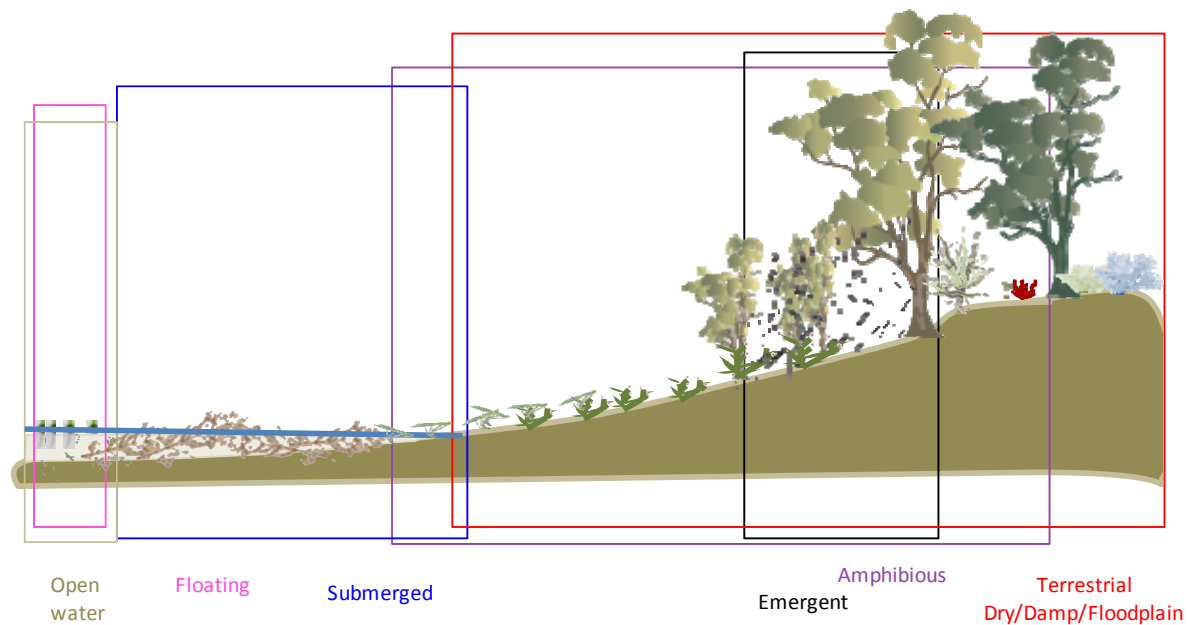 Open
water
Floating
Submerged
Emergent
Amphibious
Terrestrial
Dry/Damp/Floodplain